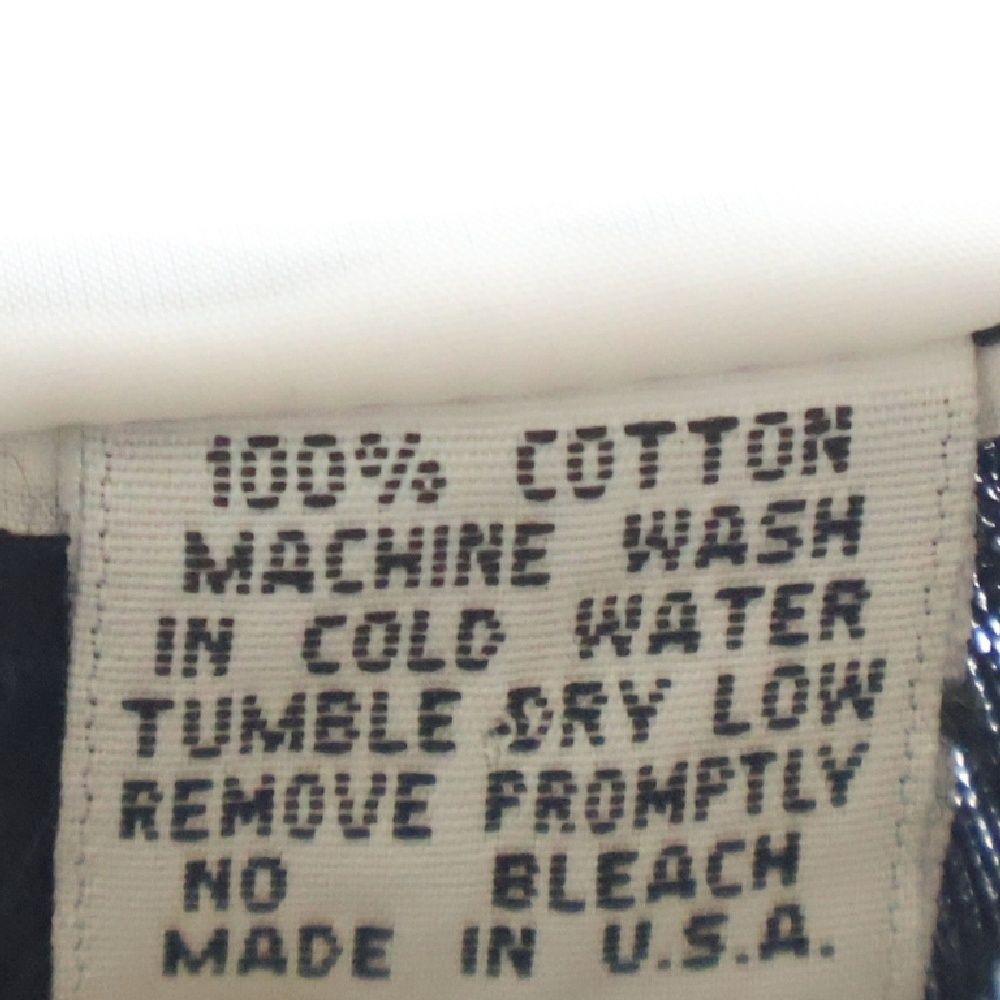 100% COTTON
MACHINE WASH
IN COLD WATER
TUMBLE DRY LOW
REMOVE PROMPTLY
NO BLEACH
MADE IN U.S.A.